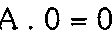 A . 0 = 0